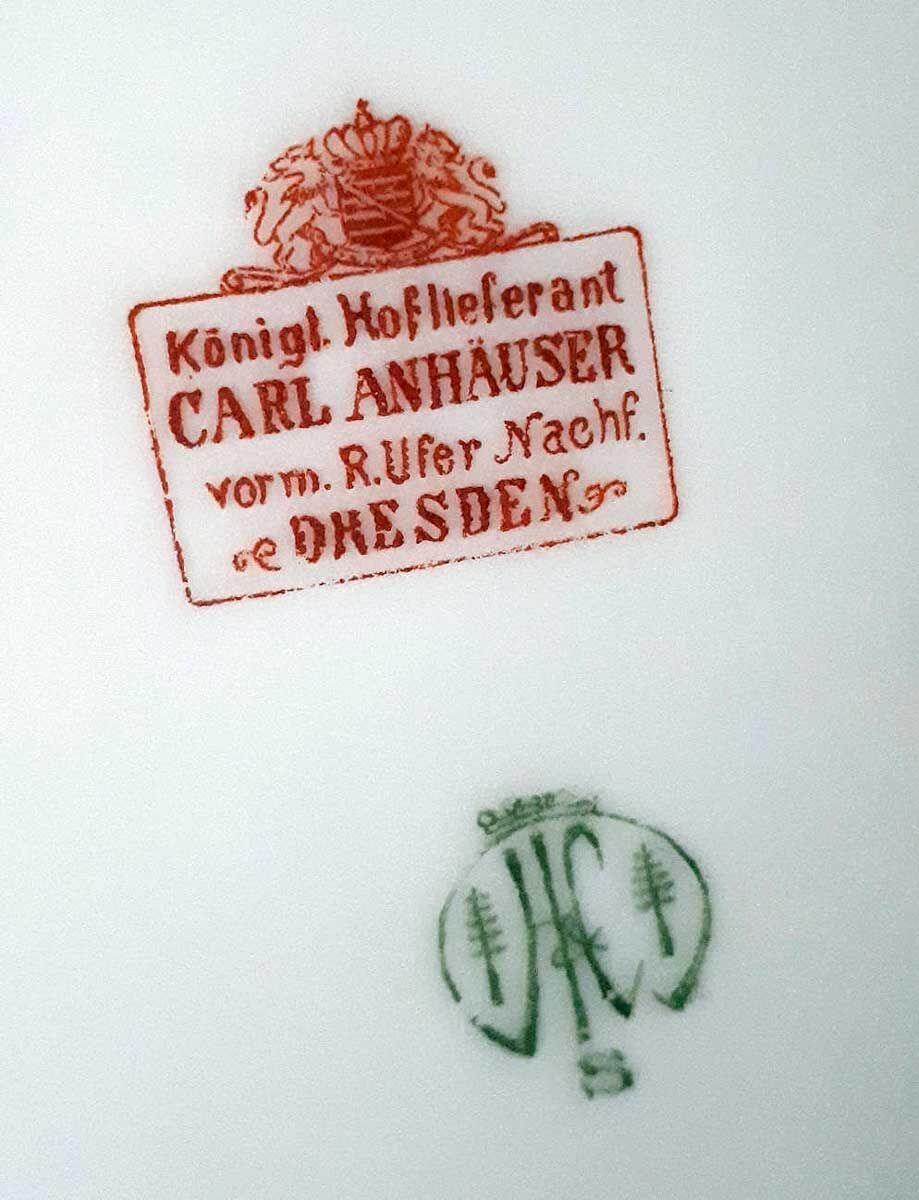 Königl. Hoflieferant
CARL ANHÄUSER
vorm. R. Ufer Nachf.
DRESDEN
S